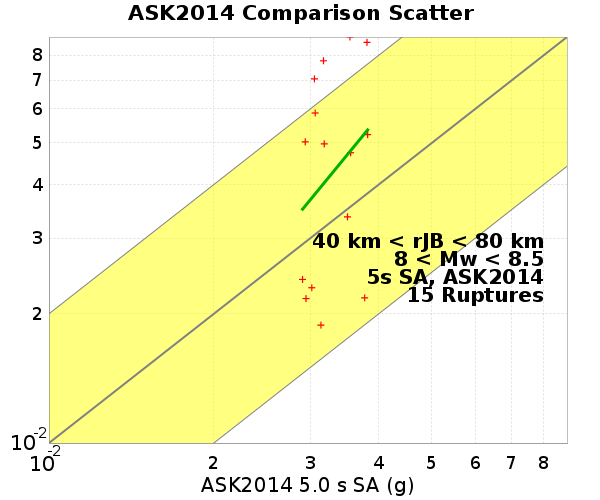 ASK2014 Comparison Scatter
8
7
6
5
4
3
2
10-2
40 km < rJB < 80 km
8 < Mw < 8.5
5s SA, ASK2014
15 Ruptures
10-2 2 3 4 5 6 7 8
ASK2014 5.0 s SA (g)